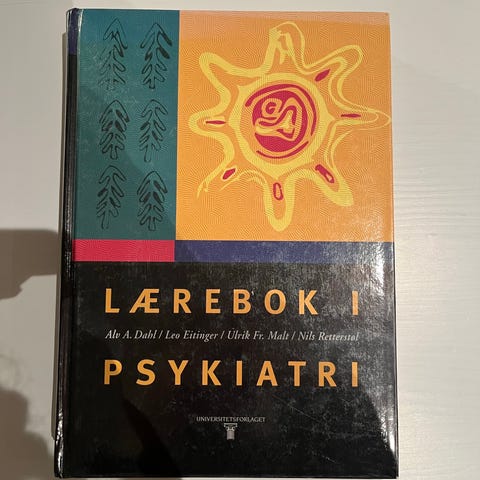 LÆREBOK I
Alv A. Dahl / Leo Eitinger / Ulrik Fr. Malt / Nils Retterstøl
PSYKIATRI
UNIVERSITETSFORLAGET